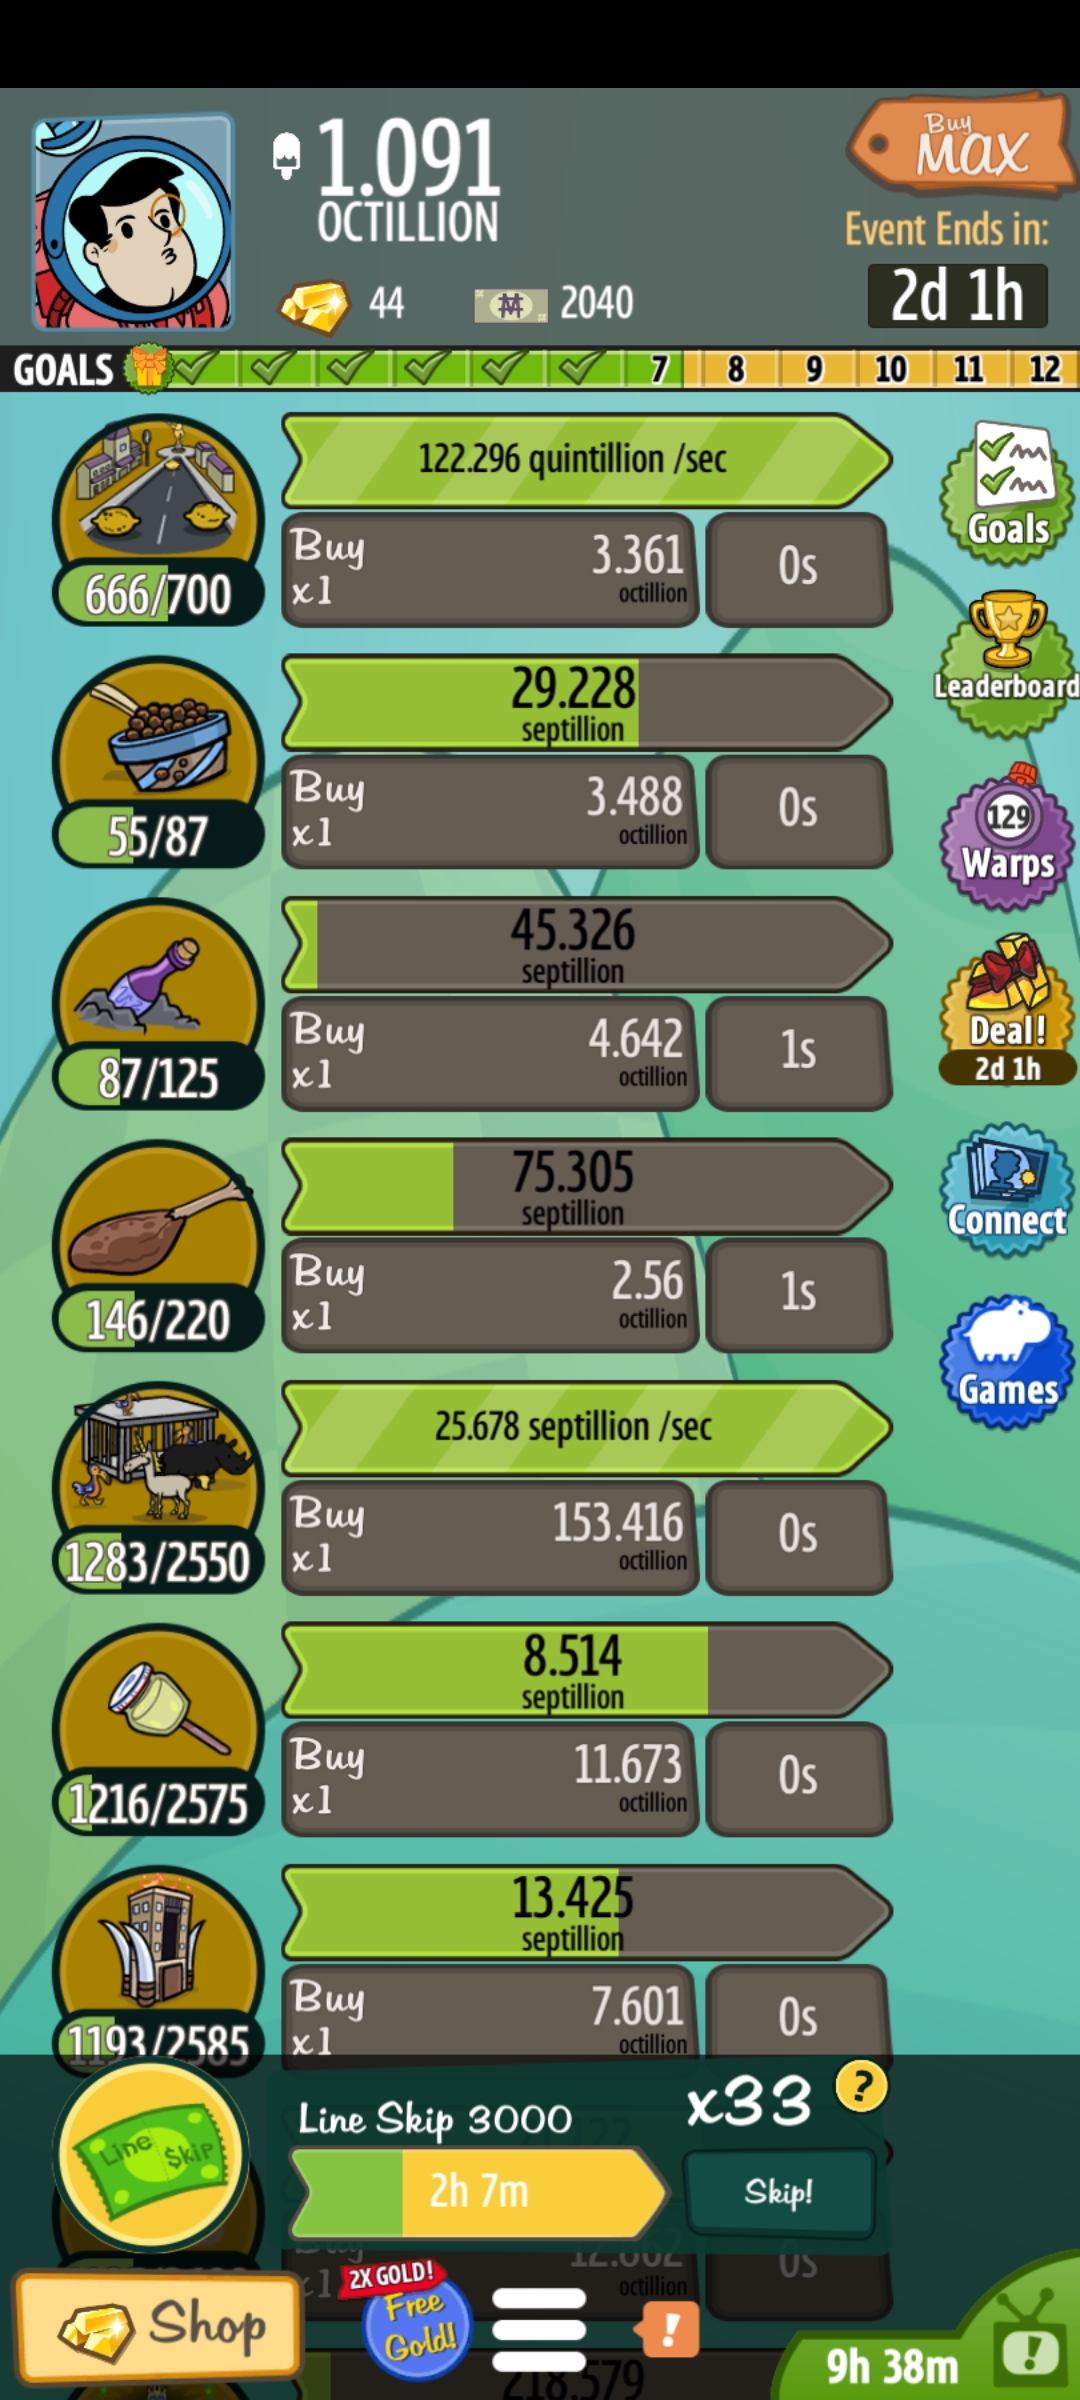 1.091
OCTILLION
Buy
MAX
Event Ends in:
2d 1h
44
2040
GOALS 7 8 9 10 11 12
122.296 quintillion /sec
Buy
x1
3.361
octillion
0s
666/700
Goals
29.228
septillion
Leaderboard
Buy
x1
3.488
octillion
0s
55/87
129
Warps
45.326
septillion
Buy
x1
4.642
octillion
1s
87/125
Deal!
2d 1h
75.305
septillion
Connect
Buy
x1
2.56
octillion
1s
146/220
Games
25.678 septillion /sec
Buy
x1
153.416
octillion
0s
1283/2550
8.514
septillion
Buy
x1
11.673
octillion
0s
1216/2575
13.425
septillion
Buy
x1
7.601
octillion
0s
1193/2585
Line Skip 3000
x33
?
Line $kip
2h 7m
Skip!
x1
octillion
0s
Shop
2X GOLD!
Free
Gold!
!
9h 38m
!
218.579